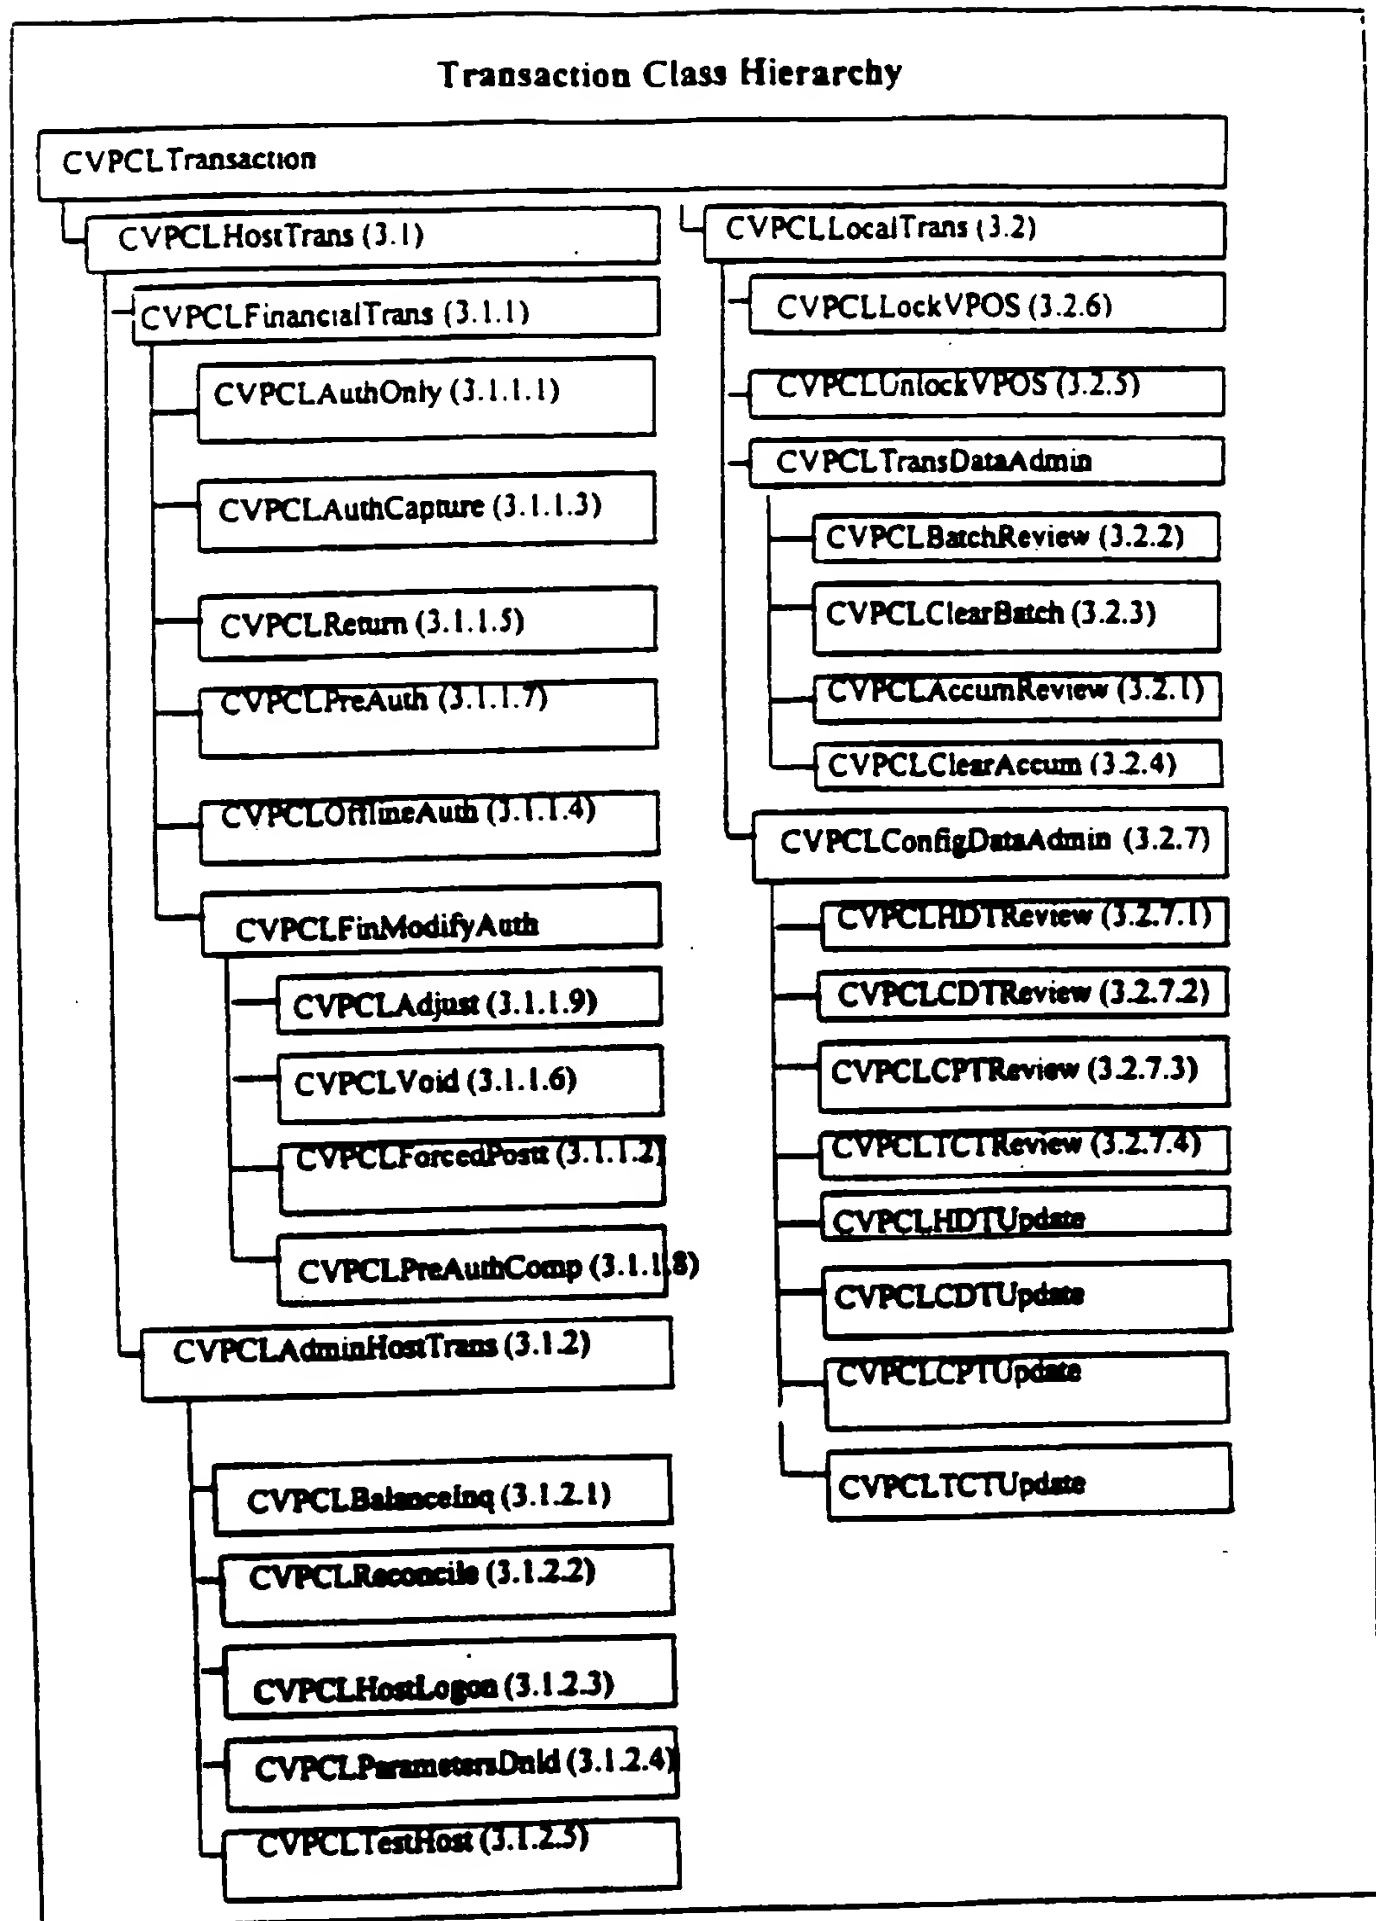 Transaction Class Hierarchy
CVPCLTransaction
CVPCLHostTrans (3.1)
CVPCLFinancialTrans (3.1.1)
CVPCLAuthOnly (3.1.1.1)
CVPCLAuthCapture (3.1.1.3)
CVPCLReturn (3.1.1.5)
CVPCLPreAuth (3.1.1.7)
CVPCLOfflineAuth (3.1.1.4)
CVPCLFinModifyAuth
CVPCLAdjust (3.1.1.9)
CVPCLVoid (3.1.1.6)
CVPCLForcedPostt (3.1.1.2)
CVPCLPreAuthComp (3.1.1.8)
CVPCLAdminHostTrans (3.1.2)
CVPCLBalanceInq (3.1.2.1)
CVPCLReconcile (3.1.2.2)
CVPCLHostLogon (3.1.2.3)
CVPCLParametersDnld (3.1.2.4)
CVPCLTestHost (3.1.2.5)
CVPCLLocalTrans (3.2)
CVPCLLockVPOS (3.2.6)
CVPCLUnlockVPOS (3.2.5)
CVPCLTransDataAdmin
CVPCLBatchReview (3.2.2)
CVPCLClearBatch (3.2.3)
CVPCLAccumReview (3.2.1)
CVPCLClearAccum (3.2.4)
CVPCLConfigDataAdmin (3.2.7)
CVPCLHDTReview (3.2.7.1)
CVPCLCDTReview (3.2.7.2)
CVPCLCPTReview (3.2.7.3)
CVPCLTCTReview (3.2.7.4)
CVPCLHDTUpdate
CVPCLCDTUpdate
CVPCLCPTUpdate
CVPCLTCTUpdate